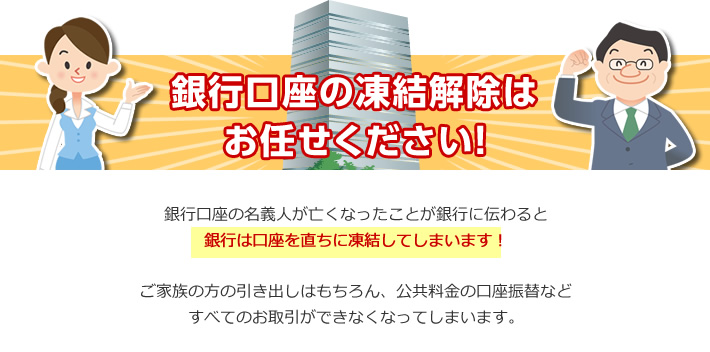 銀行口座の凍結解除は
お任せください!
銀行口座の名義人が亡くなったことが銀行に伝わると
銀行は口座を直ちに凍結してしまいます！
ご家族の方の引き出しはもちろん、公共料金の口座振替など
すべてのお取引ができなくなってしまいます。